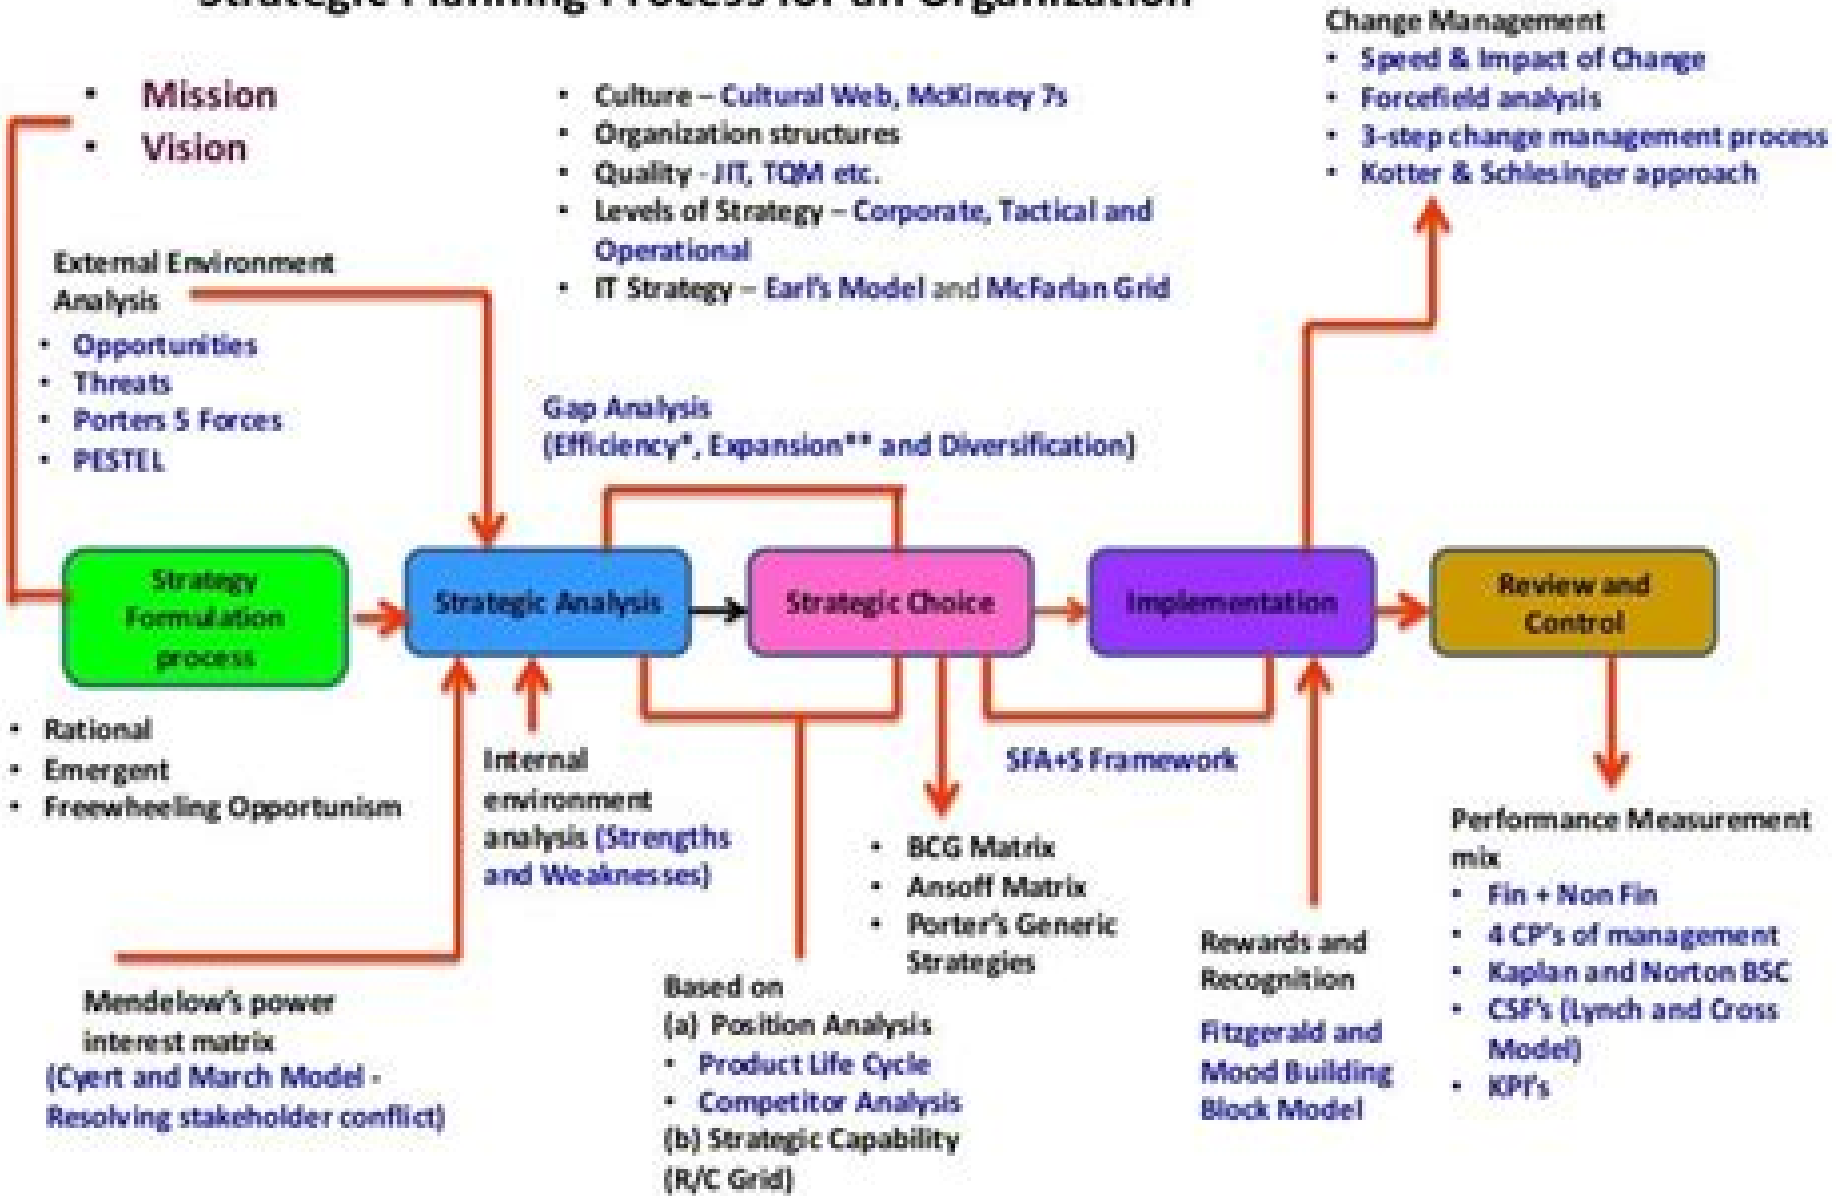 Strategic Planning Process for an Organization
• Mission
• Vision
• Culture – Cultural Web, McKinsey 7s
• Organization structures
• Quality - JIT, TQM etc.
• Levels of Strategy – Corporate, Tactical and
Operational
• IT Strategy – Earl's Model and McFarlan Grid
Change Management
• Speed & Impact of Change
• Forcefield analysis
• 3-step change management process
• Kotter & Schlesinger approach
External Environment
Analysis
• Opportunities
• Threats
• Porters 5 Forces
• PESTEL
Gap Analysis
(Efficiency*, Expansion** and Diversification)
Strategy
Formulation
process
Strategic Analysis
Strategic Choice
Implementation
Review and
Control
• Rational
• Emergent
• Freewheeling Opportunism
Internal
environment
analysis (Strengths
and Weaknesses)
SFA+S Framework
• BCG Matrix
• Ansoff Matrix
• Porter's Generic
Strategies
Mendelow's power
interest matrix
(Cyert and March Model -
Resolving stakeholder conflict)
Based on
(a) Position Analysis
• Product Life Cycle
• Competitor Analysis
(b) Strategic Capability
(R/C Grid)
Rewards and
Recognition
Fitzgerald and
Mood Building
Block Model
Performance Measurement
mix
• Fin + Non Fin
• 4 CP's of management
• Kaplan and Norton BSC
• CSF's (Lynch and Cross
Model)
• KPI's